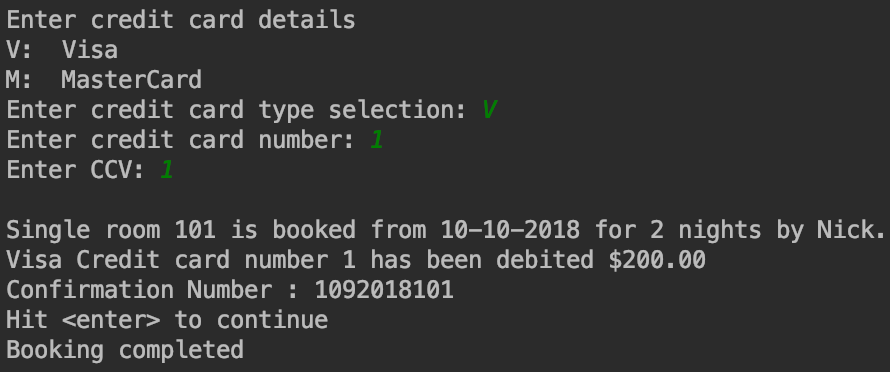 Enter credit card details
V:  Visa
M:  MasterCard
Enter credit card type selection: V
Enter credit card number: 1
Enter CCV: 1
Single room 101 is booked from 10-10-2018 for 2 nights by Nick.
Visa Credit card number 1 has been debited $200.00
Confirmation Number : 1092018101
Hit <enter> to continue
Booking completed